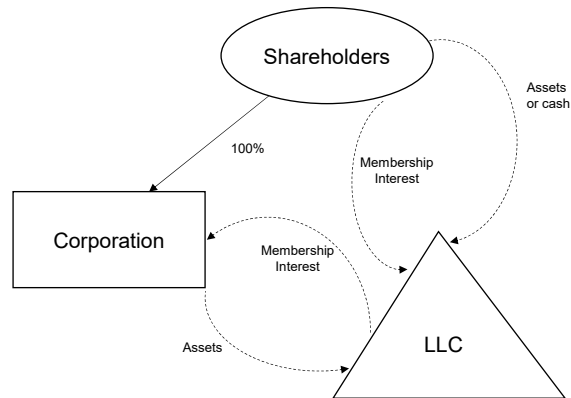 Shareholders
Assets
or cash
100%
Membership
Interest
Corporation
Membership
Interest
Assets
LLC